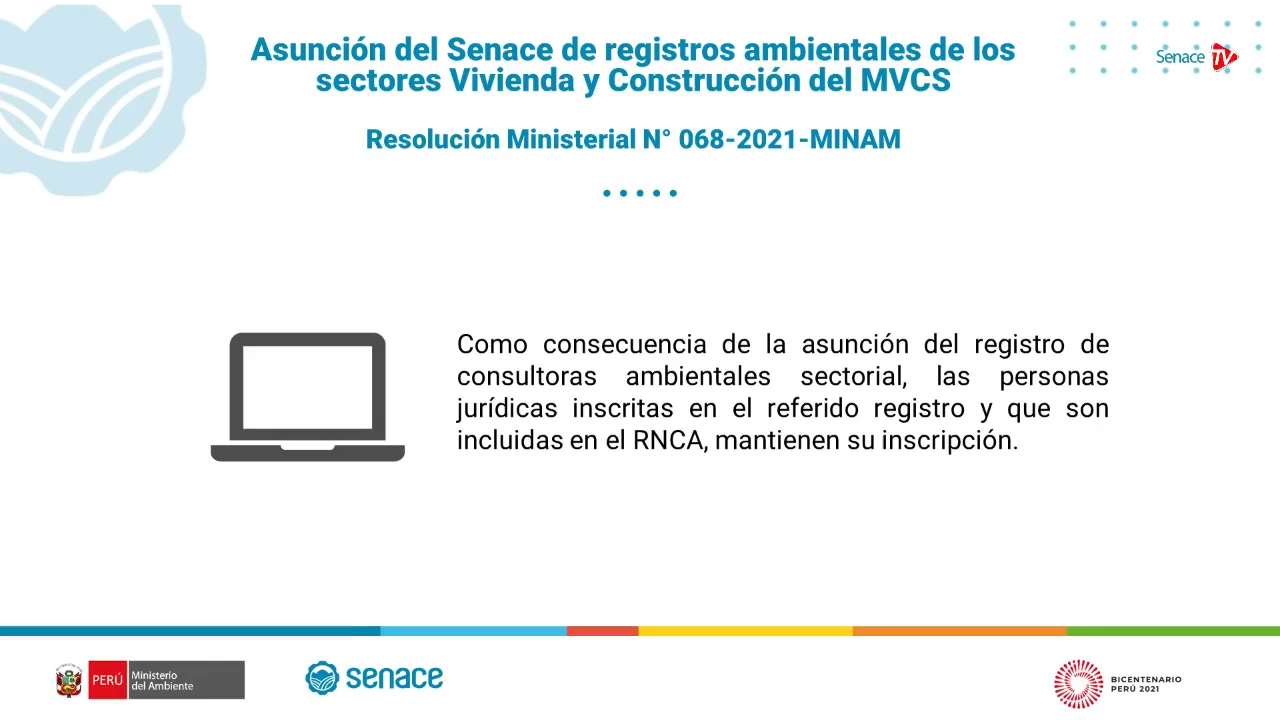 Asunción del Senace de registros ambientales de los
sectores Vivienda y Construcción del MVCS
Senace TV
Resolución Ministerial N° 068-2021-MINAM
Como consecuencia de la asunción del registro de
consultoras ambientales sectorial, las personas
jurídicas inscritas en el referido registro y que son
incluidas en el RNCA, mantienen su inscripción.
PERÚ
Ministerio
del Ambiente
senace
BICENTENARIO
PERÚ 2021